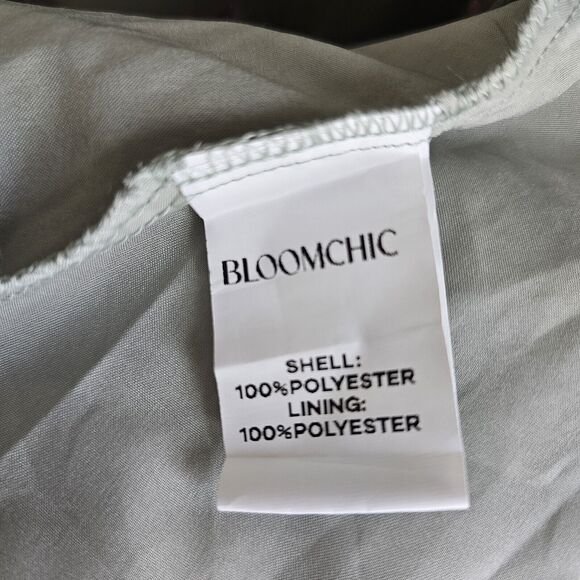 BLOOMCHIC
SHELL:
100%POLYESTER
LINING:
100%POLYESTER